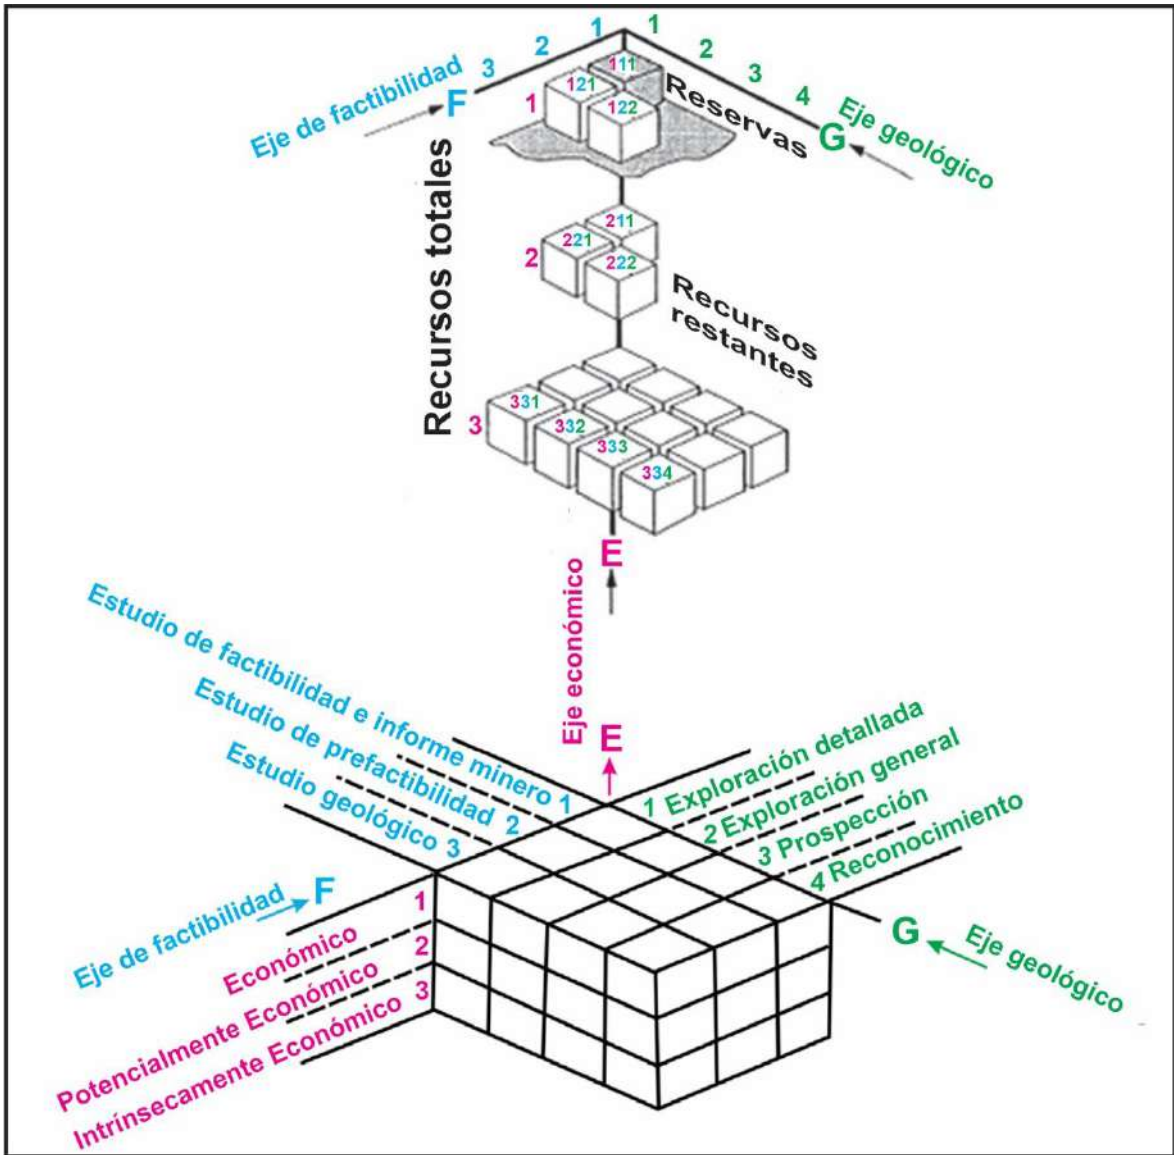 1
2
3
1
2
3
4
Eje de factibilidad
F
G
Eje geológico
Recursos totales
1
111
121
122
Reservas
2
211
221
222
Recursos
restantes
3
331
332
333
334
E
Eje económico
E
Estudio de factibilidad e informe minero 1
Estudio de prefactibilidad 2
Estudio geológico 3
1 Exploración detallada
2 Exploración general
3 Prospección
4 Reconocimiento
Eje de factibilidad
F
G
Eje geológico
Económico 1
Potencialmente Económico 2
Intrínsecamente Económico 3